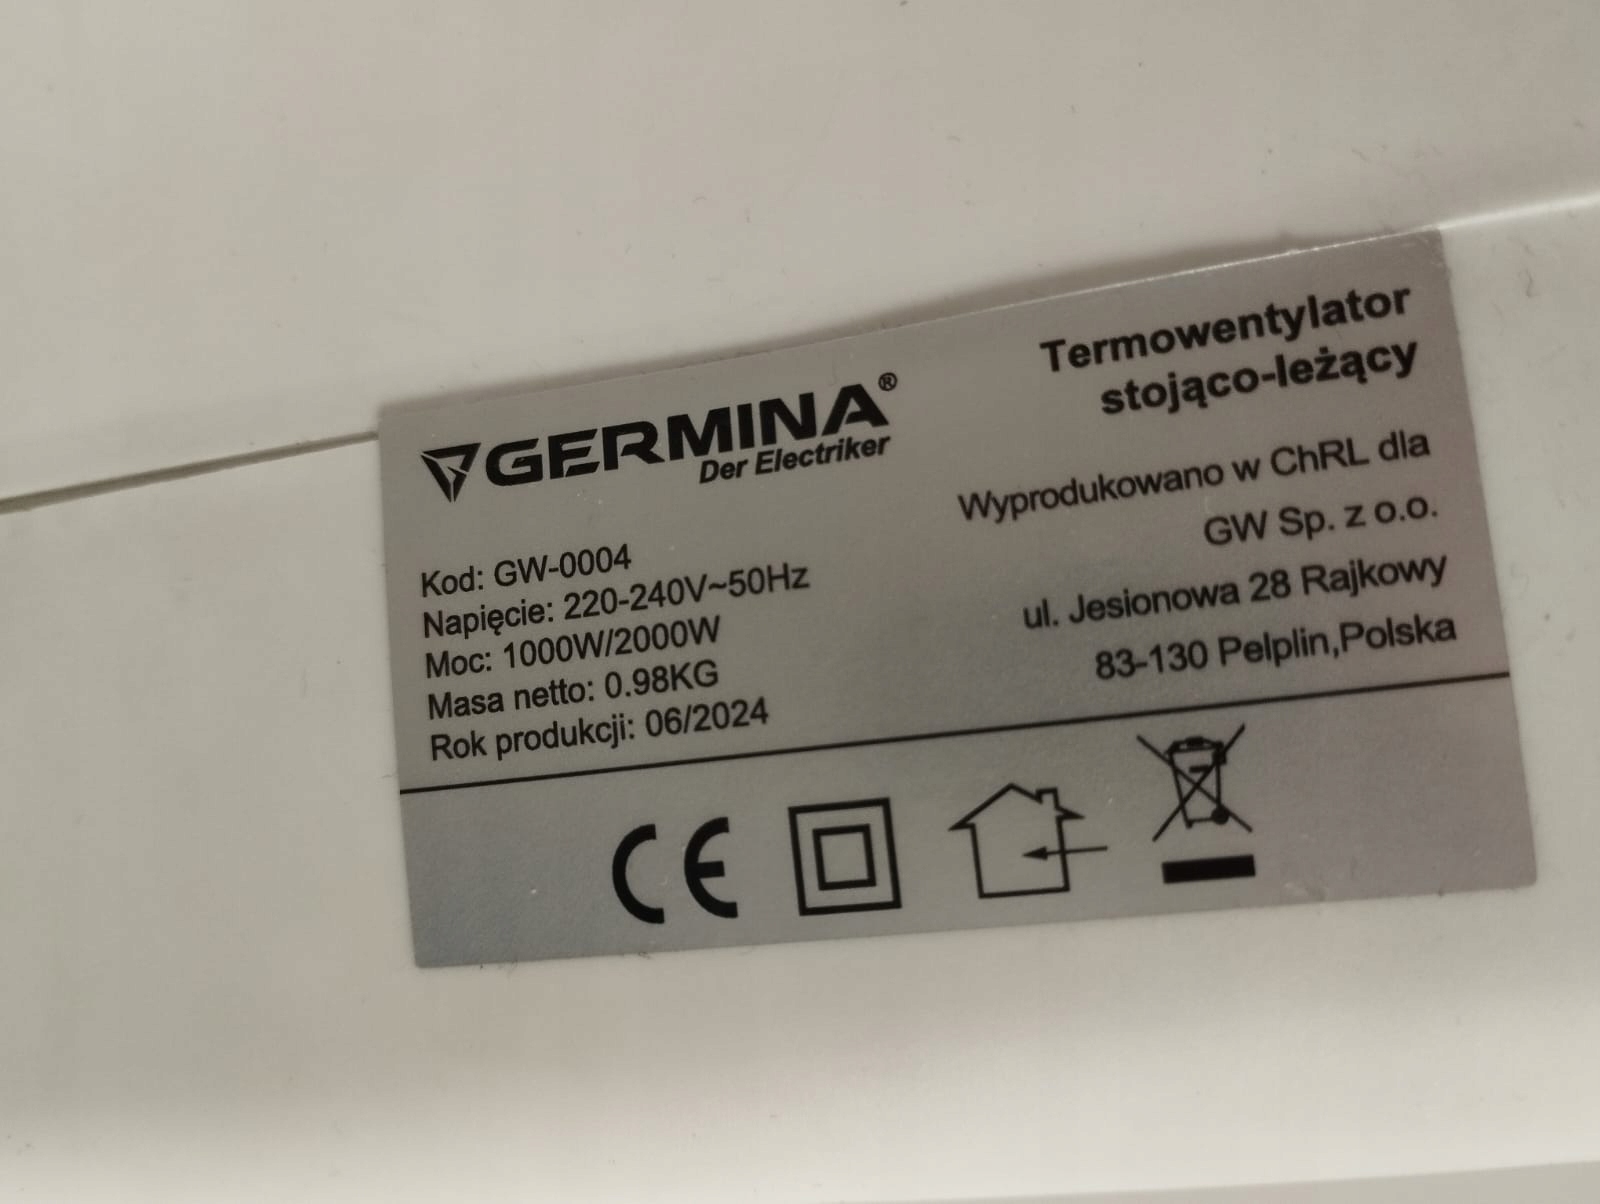 GERMINA®
Der Electriker
Kod: GW-0004
Napięcie: 220-240V~50Hz
Moc: 1000W/2000W
Masa netto: 0.98KG
Rok produkcji: 06/2024
Termowentylator
stojąco-leżący
Wyprodukowano w ChRL dla
GW Sp. z o.o.
ul. Jesionowa 28 Rajkowy
83-130 Pelplin,Polska
CE